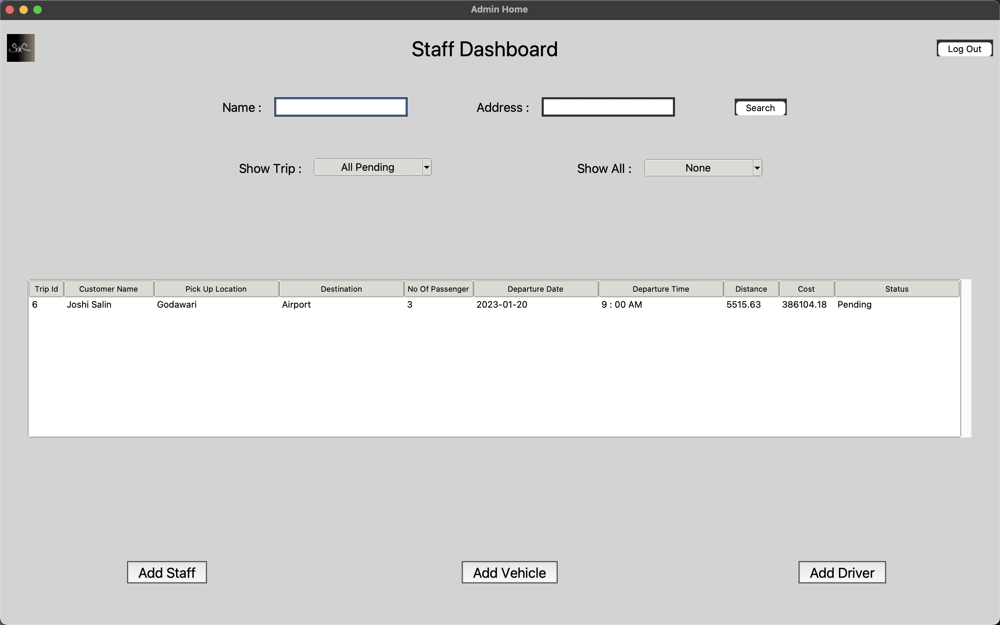 Admin Home
SaS
Staff Dashboard
Log Out
Name :
Address :
Search
Show Trip :
All Pending
Show All :
None
Trip Id Customer Name Pick Up Location Destination No Of Passenger Departure Date Departure Time Distance Cost Status
6 Joshi Salin Godawari Airport 3 2023-01-20 9 : 00 AM 5515.63 386104.18 Pending
Add Staff
Add Vehicle
Add Driver